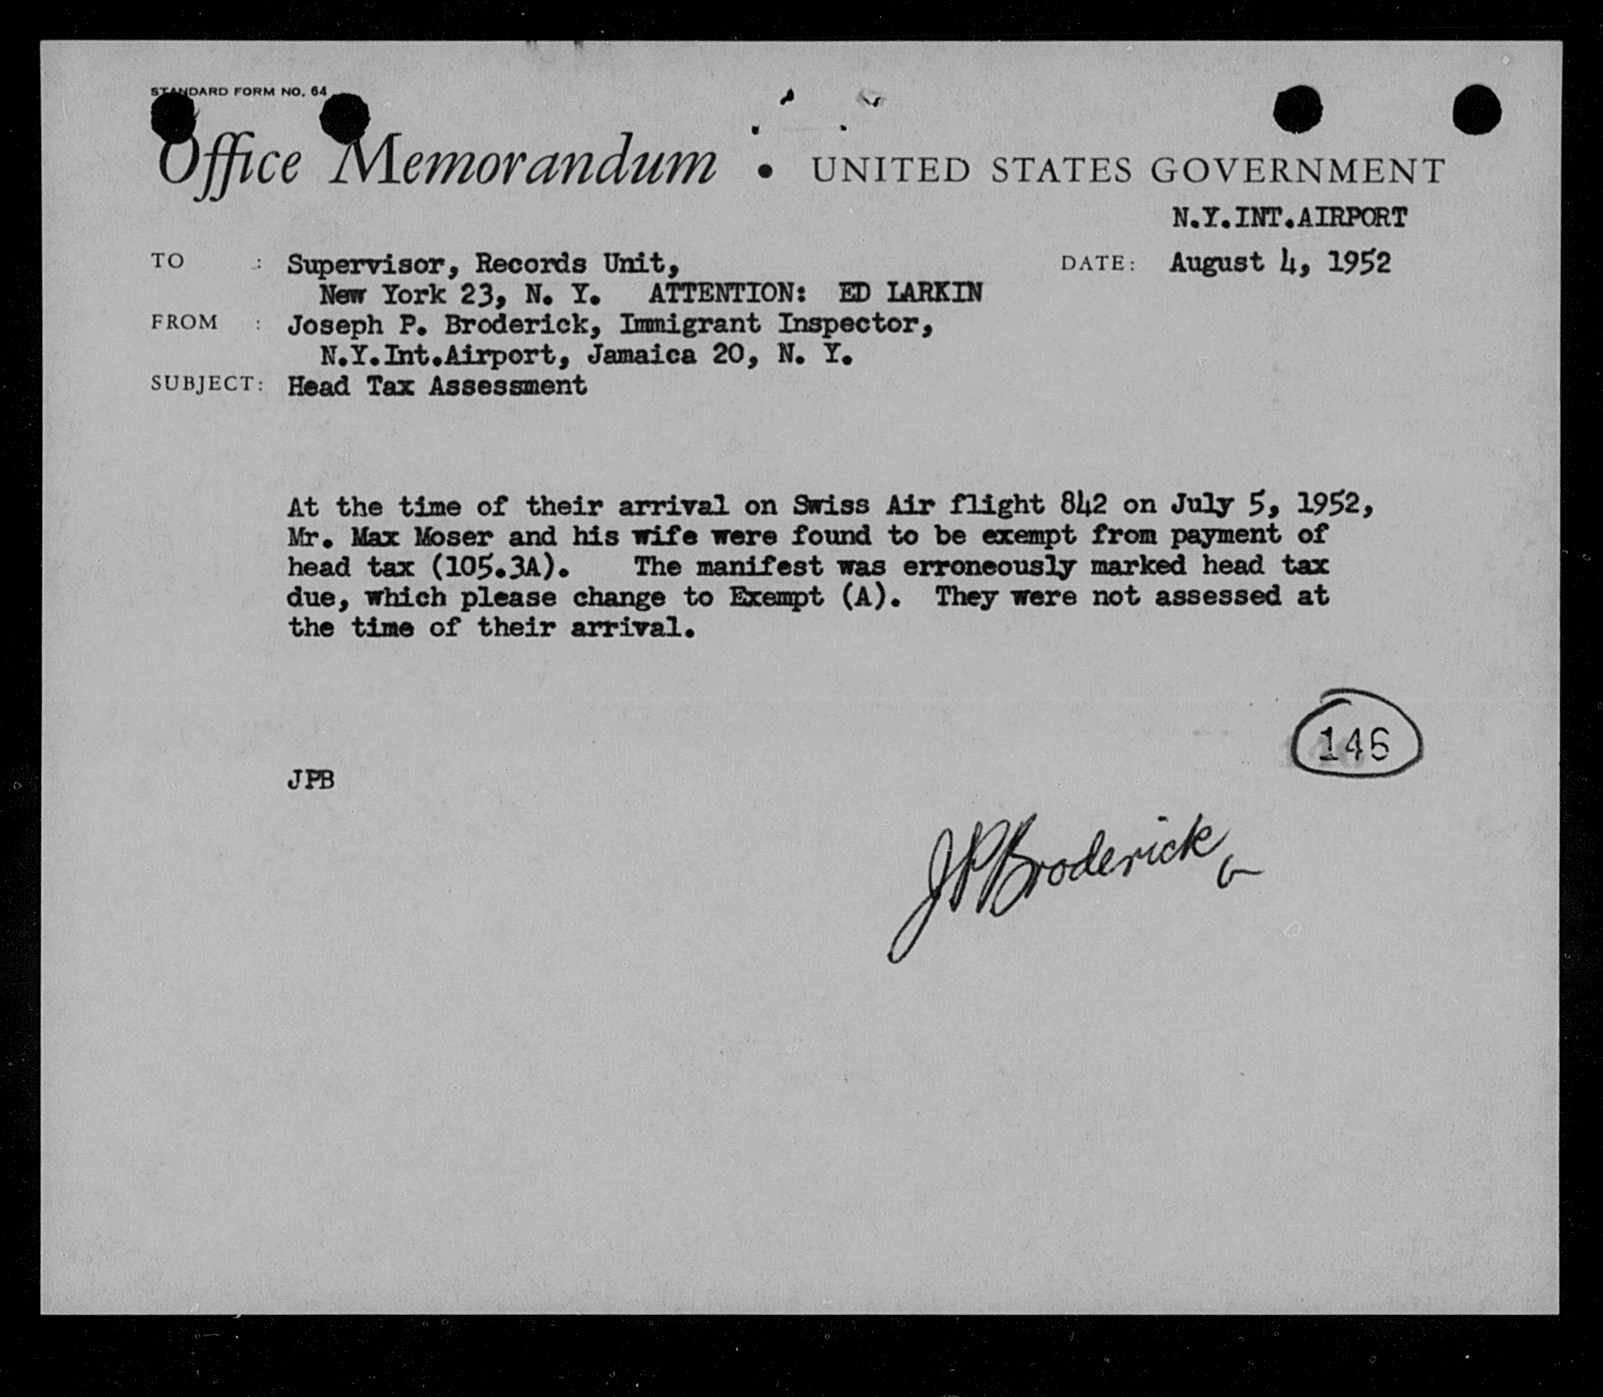 STANDARD FORM NO. 64
Office Memorandum • UNITED STATES GOVERNMENT
N.Y.INT.AIRPORT
TO : Supervisor, Records Unit, DATE: August 4, 1952
New York 23, N. Y. ATTENTION: ED LARKIN
FROM : Joseph P. Broderick, Immigrant Inspector,
N.Y.Int.Airport, Jamaica 20, N. Y.
SUBJECT: Head Tax Assessment
At the time of their arrival on Swiss Air flight 842 on July 5, 1952,
Mr. Max Moser and his wife were found to be exempt from payment of
head tax (105.3A). The manifest was erroneously marked head tax
due, which please change to Exempt (A). They were not assessed at
the time of their arrival.
146
JPB
JPBroderick